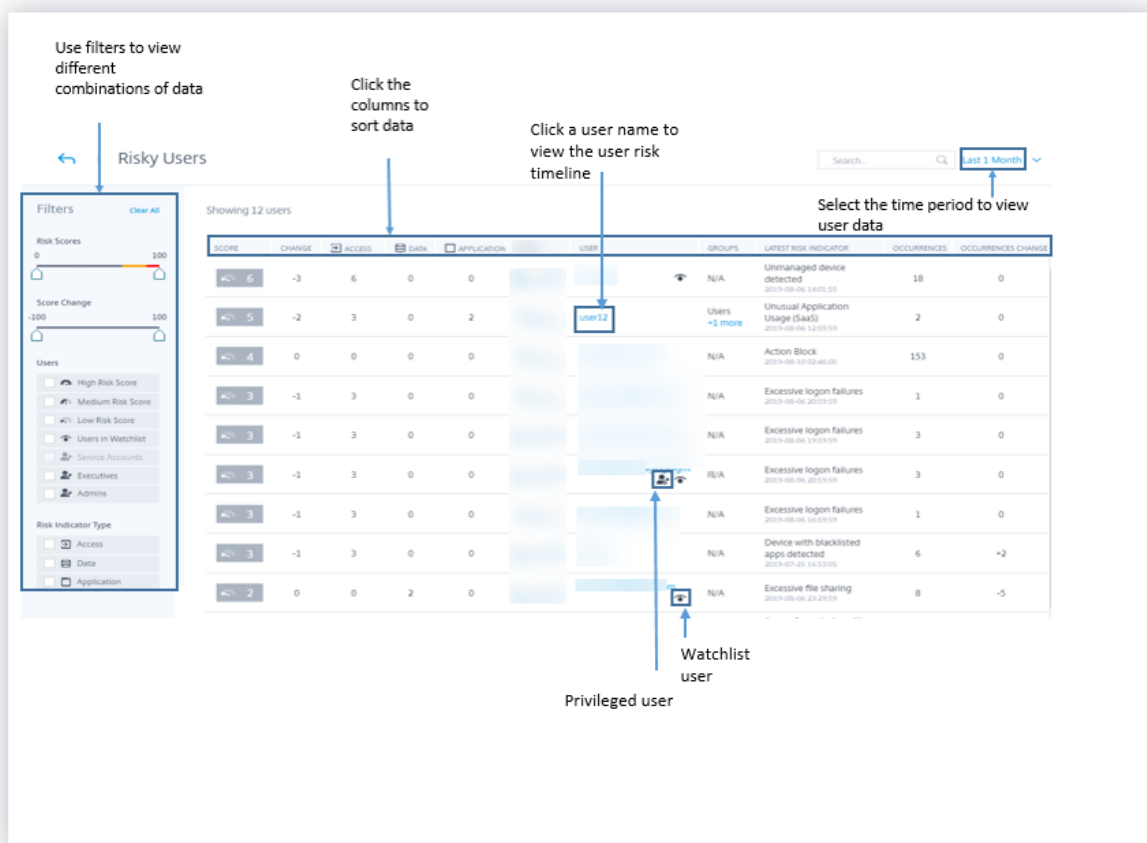 Use filters to view
different
combinations of data
Click the
columns to
sort data
Click a user name to
view the user risk
timeline
Risky Users
Search...
Last 1 Month
Select the time period to view
user data
Filters Clear All
Risk Scores
0 100
Score Change
-100 100
Users
High Risk Score
Medium Risk Score
Low Risk Score
Users in Watchlist
Service Accounts
Executives
Admins
Risk Indicator Type
Access
Data
Application
Showing 12 users
SCORE CHANGE ACCESS DATA APPLICATION USER GROUPS LATEST RISK INDICATOR OCCURRENCES OCCURRENCES CHANGE
6 -3 6 0 0 N/A Unmanaged device 18 0
detected
2019-08-06 14:01:55
5 -2 3 0 2 user12 Users Unusual Application 2 0
+1 more Usage (SaaS)
2019-08-06 12:59:59
4 0 0 0 0 N/A Action Block 153 0
2019-08-10 02:46:00
3 -1 3 0 0 N/A Excessive logon failures 1 0
2019-08-06 20:59:59
3 -1 3 0 0 N/A Excessive logon failures 3 0
2019-08-06 19:59:59
3 -1 3 0 0 N/A Excessive logon failures 3 0
2019-08-06 20:59:59
3 -1 3 0 0 N/A Excessive logon failures 1 0
2019-08-06 16:59:59
3 -1 3 0 0 N/A Device with blacklisted 6 +2
apps detected
2019-07-25 16:53:05
2 0 0 2 0 N/A Excessive file sharing 8 -5
2019-08-06 23:29:59
Watchlist
user
Privileged user